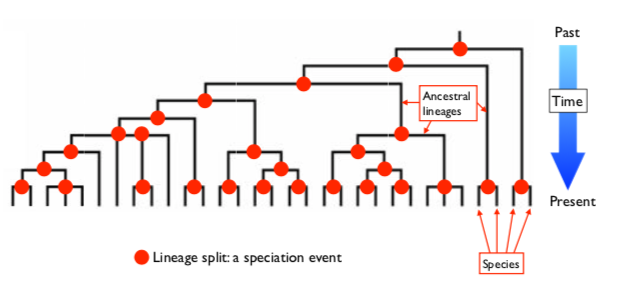 Past
Ancestral
lineages
Time
Present
Lineage split: a speciation event
Species